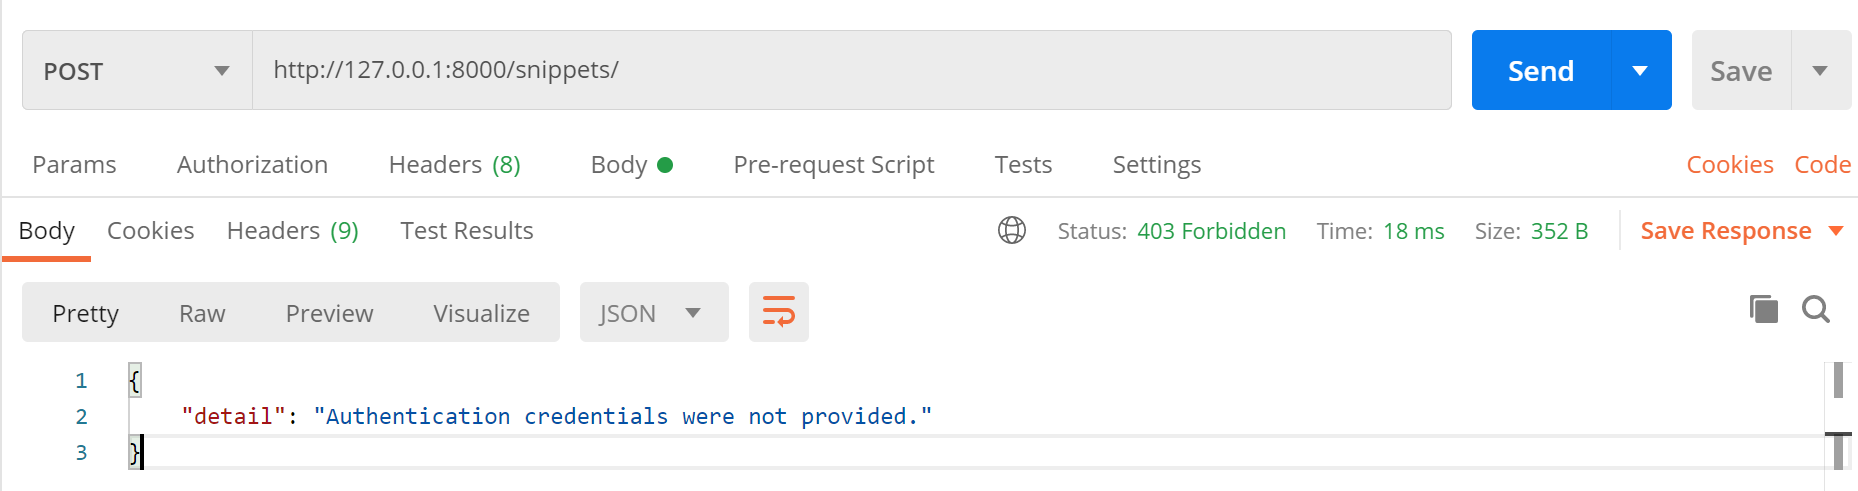 POST http://127.0.0.1:8000/snippets/ Send Save
Params Authorization Headers (8) Body Pre-request Script Tests Settings Cookies Code
Body Cookies Headers (9) Test Results Status: 403 Forbidden Time: 18 ms Size: 352 B Save Response
Pretty Raw Preview Visualize JSON
1 {
2 "detail": "Authentication credentials were not provided."
3 }